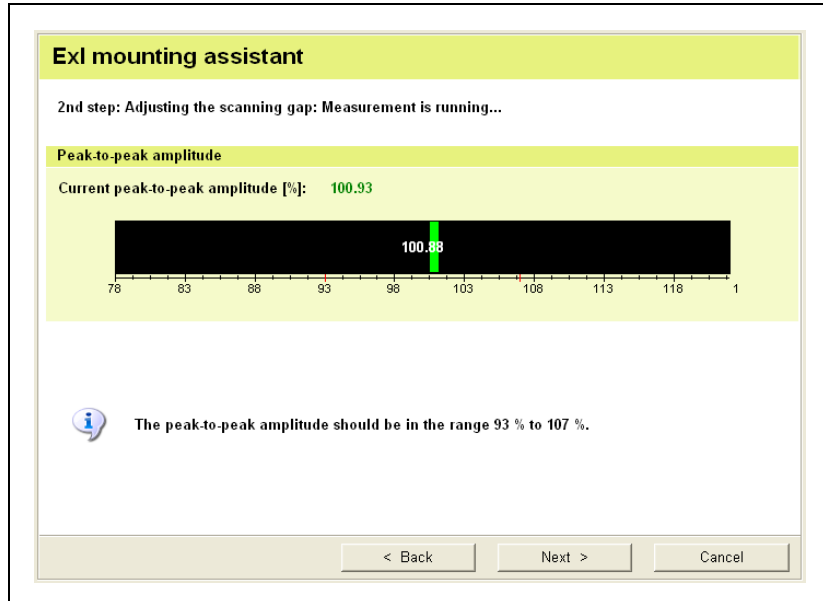 ExI mounting assistant
2nd step: Adjusting the scanning gap: Measurement is running...
Peak-to-peak amplitude
Current peak-to-peak amplitude [%]: 100.93
100.88
78 83 88 93 98 103 108 113 118 1
The peak-to-peak amplitude should be in the range 93 % to 107 %.
< Back Next > Cancel